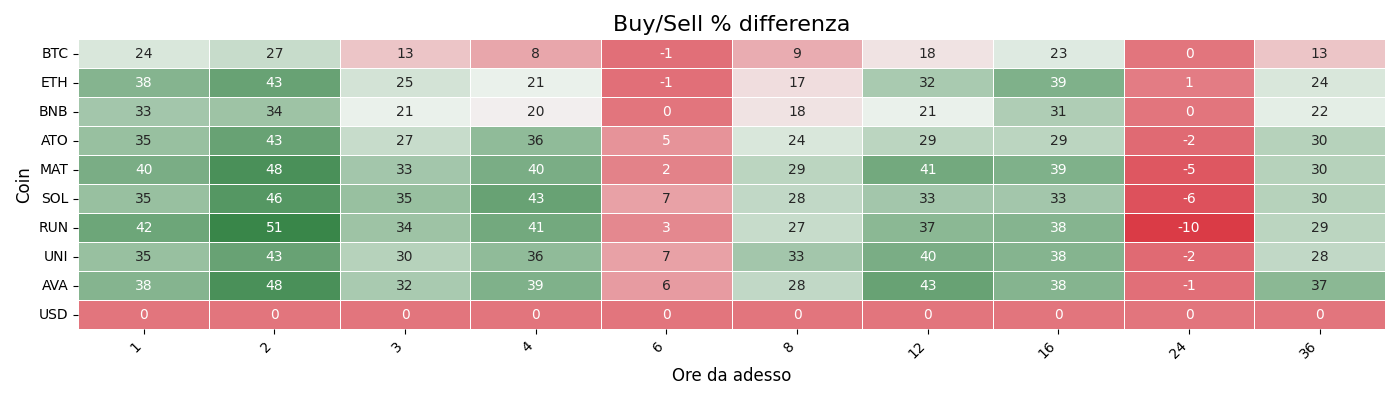 Buy/Sell % differenza
Coin
BTC 24 27 13 8 -1 9 18 23 0 13
ETH 38 43 25 21 -1 17 32 39 1 24
BNB 33 34 21 20 0 18 21 31 0 22
ATO 35 43 27 36 5 24 29 29 -2 30
MAT 40 48 33 40 2 29 41 39 -5 30
SOL 35 46 35 43 7 28 33 33 -6 30
RUN 42 51 34 41 3 27 37 38 -10 29
UNI 35 43 30 36 7 33 40 38 -2 28
AVA 38 48 32 39 6 28 43 38 -1 37
USD 0 0 0 0 0 0 0 0 0 0
1 2 3 4 6 8 12 16 24 36
Ore da adesso